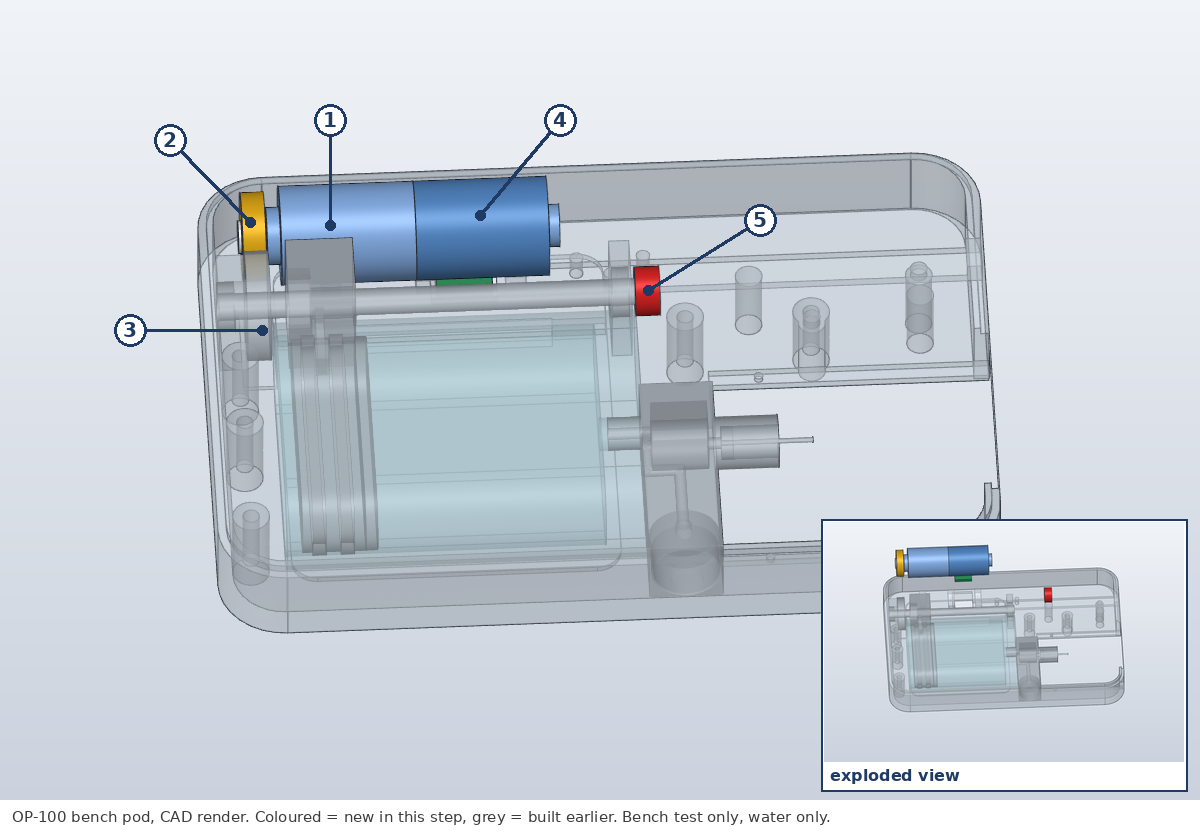 1
4
2
5
3
exploded view
OP-100 bench pod, CAD render. Coloured = new in this step, grey = built earlier. Bench test only, water only.